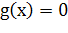 g(x) = 0